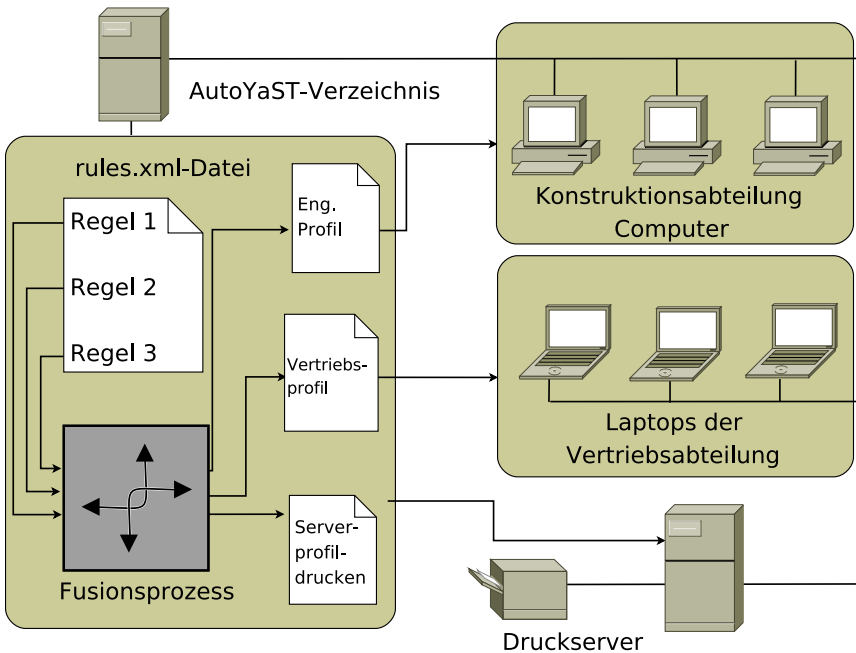 AutoYaST-Verzeichnis
rules.xml-Datei
Regel 1
Regel 2
Regel 3
Eng.
Profil
Vertriebs-
profil
Server-
profil-
drucken
Fusionsprozess
Konstruktionsabteilung
Computer
Laptops der
Vertriebsabteilung
Druckserver